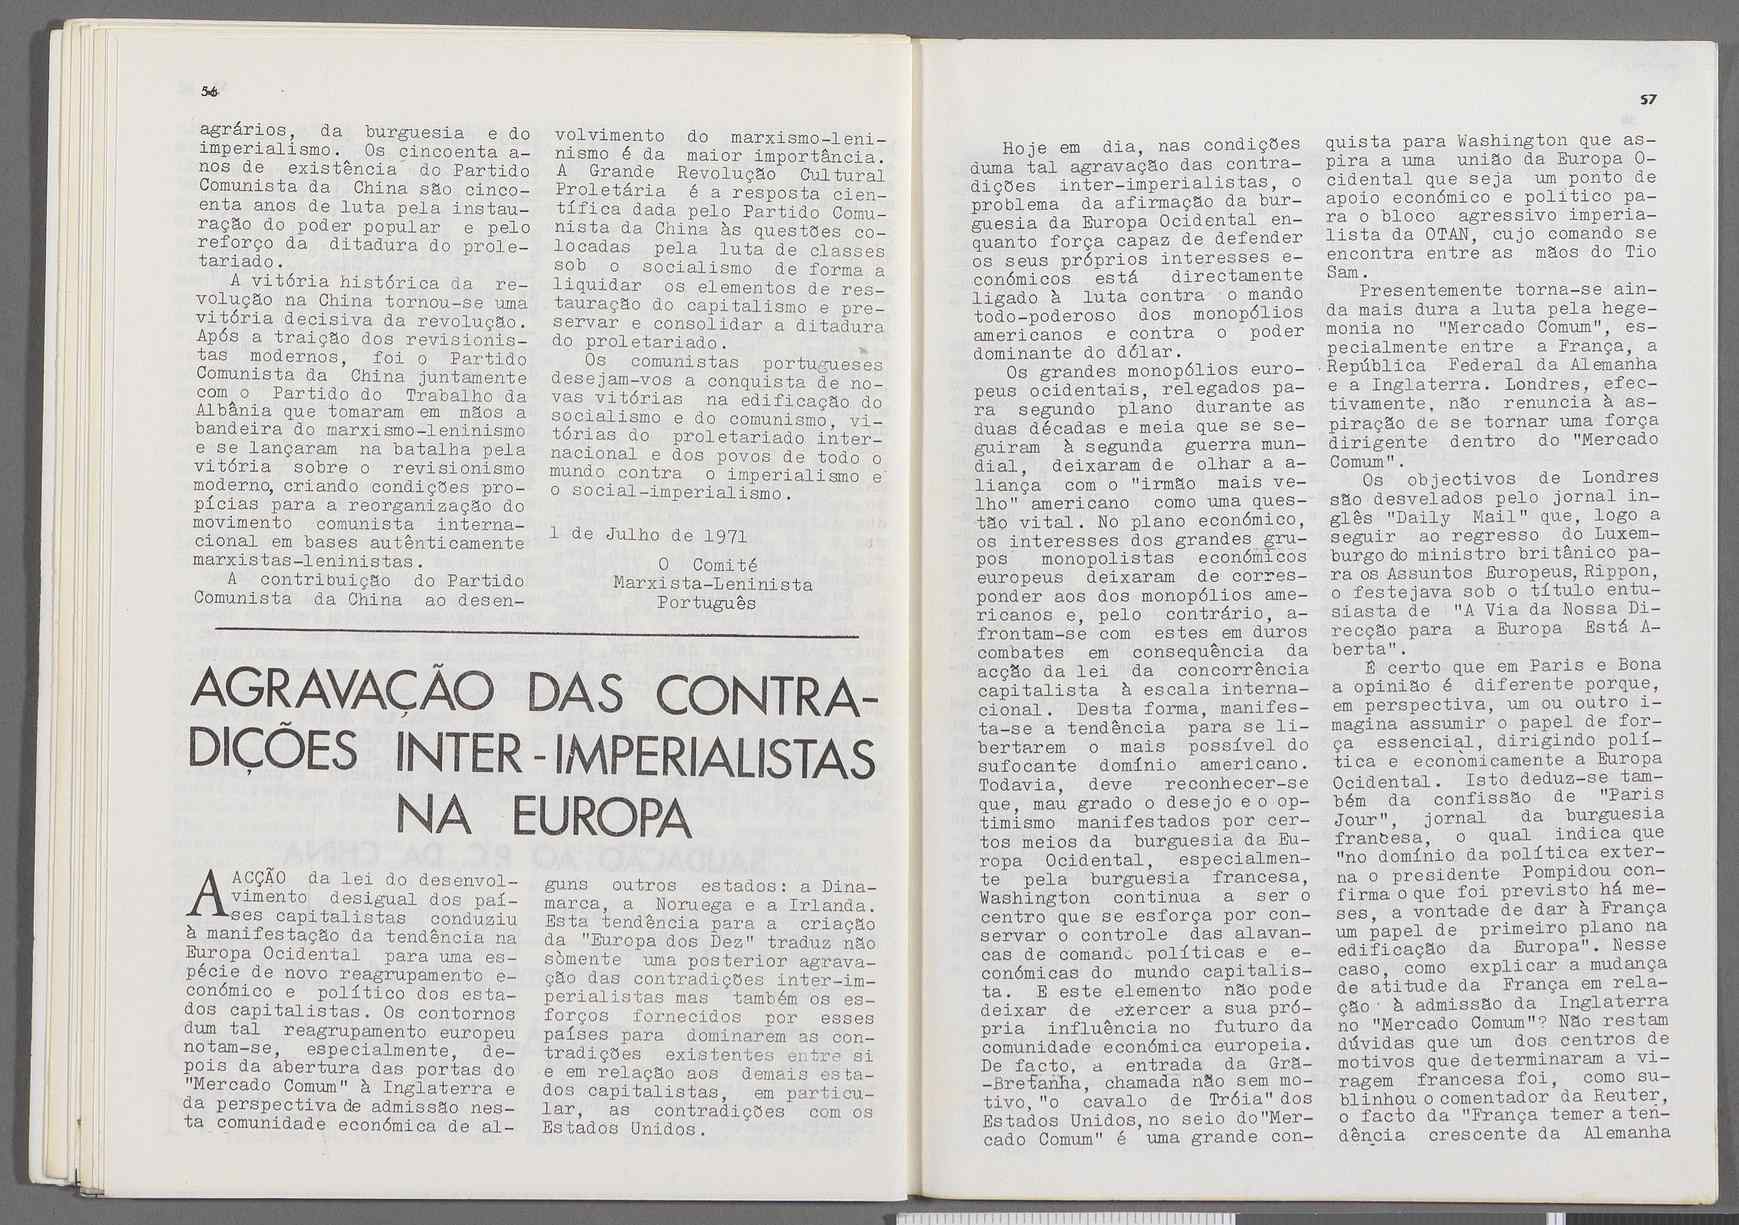 56
agrários, da burguesia e do
imperialismo. Os cincoenta a-
nos de existência do Partido
Comunista da China são cinco-
enta anos de luta pela instau-
ração do poder popular e pelo
reforço da ditadura do prole-
tariado.
A vitória histórica da re-
volução na China tornou-se uma
vitória decisiva da revolução.
Após a traição dos revisionis-
tas modernos, foi o Partido
Comunista da China juntamente
com o Partido do Trabalho da
Albânia que tomaram em mãos a
bandeira do marxismo-leninismo
e se lançaram na batalha pela
vitória sobre o revisionismo
moderno, criando condições pro-
pícias para a reorganização do
movimento comunista interna-
cional em bases autênticamente
marxistas-leninistas.
A contribuição do Partido
Comunista da China ao desen-
volvimento do marxismo-leni-
nismo é da maior importância.
A Grande Revolução Cultural
Proletária é a resposta cien-
tífica dada pelo Partido Comu-
nista da China às questões co-
locadas pela luta de classes
sob o socialismo de forma a
liquidar os elementos de res-
tauração do capitalismo e pre-
servar e consolidar a ditadura
do proletariado.
Os comunistas portugueses
desejam-vos a conquista de no-
vas vitórias na edificação do
socialismo e do comunismo, vi-
tórias do proletariado inter-
nacional e dos povos de todo o
mundo contra o imperialismo e
o social-imperialismo.
1 de Julho de 1971
O Comité
Marxista-Leninista
Português
AGRAVAÇÃO DAS CONTRA-
DIÇÕES INTER-IMPERIALISTAS
NA EUROPA
A ACÇÃO da lei do desenvol-
vimento desigual dos paí-
ses capitalistas conduziu
à manifestação da tendência na
Europa Ocidental para uma es-
pécie de novo reagrupamento e-
conómico e político dos esta-
dos capitalistas. Os contornos
dum tal reagrupamento europeu
notam-se, especialmente, de-
pois da abertura das portas do
"Mercado Comum" à Inglaterra e
da perspectiva de admissão nes-
ta comunidade económica de al-
guns outros estados: a Dina-
marca, a Noruega e a Irlanda.
Esta tendência para a criação
da "Europa dos Dez" traduz não
sòmente uma posterior agrava-
ção das contradições inter-im-
perialistas mas também os es-
forços fornecidos por esses
países para dominarem as con-
tradições existentes entre si
e em relação aos demais esta-
dos capitalistas, em particu-
lar, as contradições com os
Estados Unidos.
57
Hoje em dia, nas condições
duma tal agravação das contra-
dições inter-imperialistas, o
problema da afirmação da bur-
guesia da Europa Ocidental en-
quanto força capaz de defender
os seus próprios interesses e-
conómicos está directamente
ligado à luta contra o mando
todo-poderoso dos monopólios
americanos e contra o poder
dominante do dólar.
Os grandes monopólios euro-
peus ocidentais, relegados pa-
ra segundo plano durante as
duas décadas e meia que se se-
guiram à segunda guerra mun-
dial, deixaram de olhar a a-
liança com o "irmão mais ve-
lho" americano como uma ques-
tão vital. No plano económico,
os interesses dos grandes gru-
pos monopolistas económicos
europeus deixaram de corres-
ponder aos dos monopólios ame-
ricanos e, pelo contrário, a-
frontam-se com estes em duros
combates em consequência da
acção da lei da concorrência
capitalista à escala interna-
cional. Desta forma, manifes-
ta-se a tendência para se li-
bertarem o mais possível do
sufocante domínio americano.
Todavia, deve reconhecer-se
que, mau grado o desejo e o op-
timismo manifestados por cer-
tos meios da burguesia da Eu-
ropa Ocidental, especialmen-
te pela burguesia francesa,
Washington continua a ser o
centro que se esforça por con-
servar o controle das alavan-
cas de comando políticas e e-
conómicas do mundo capitalis-
ta. E este elemento não pode
deixar de exercer a sua pró-
pria influência no futuro da
comunidade económica europeia.
De facto, a entrada da Grã-
-Bretanha, chamada não sem mo-
tivo, "o cavalo de Tróia" dos
Estados Unidos, no seio do "Mer-
cado Comum" é uma grande con-
quista para Washington que as-
pira a uma união da Europa O-
cidental que seja um ponto de
apoio económico e político pa-
ra o bloco agressivo imperia-
lista da OTAN, cujo comando se
encontra entre as mãos do Tio
Sam.
Presentemente torna-se ain-
da mais dura a luta pela hege-
monia no "Mercado Comum", es-
pecialmente entre a França, a
República Federal da Alemanha
e a Inglaterra. Londres, efec-
tivamente, não renuncia à as-
piração de se tornar uma força
dirigente dentro do "Mercado
Comum".
Os objectivos de Londres
são desvelados pelo jornal in-
glês "Daily Mail" que, logo a
seguir ao regresso do Luxem-
burgo do ministro britânico pa-
ra os Assuntos Europeus, Rippon,
o festejava sob o título entu-
siasta de "A Via da Nossa Di-
recção para a Europa Está A-
berta".
É certo que em Paris e Bona
a opinião é diferente porque,
em perspectiva, um ou outro i-
magina assumir o papel de for-
ça essencial, dirigindo polí-
tica e economicamente a Europa
Ocidental. Isto deduz-se tam-
bém da confissão de "Paris
Jour", jornal da burguesia
francesa, o qual indica que
"no domínio da política exter-
na o presidente Pompidou con-
firma o que foi previsto há me-
ses, a vontade de dar à França
um papel de primeiro plano na
edificação da Europa". Nesse
caso, como explicar a mudança
de atitude da França em rela-
ção à admissão da Inglaterra
no "Mercado Comum"? Não restam
dúvidas que um dos centros de
motivos que determinaram a vi-
ragem francesa foi, como su-
blinhou o comentador da Reuter,
o facto da "França temer a ten-
dência crescente da Alemanha